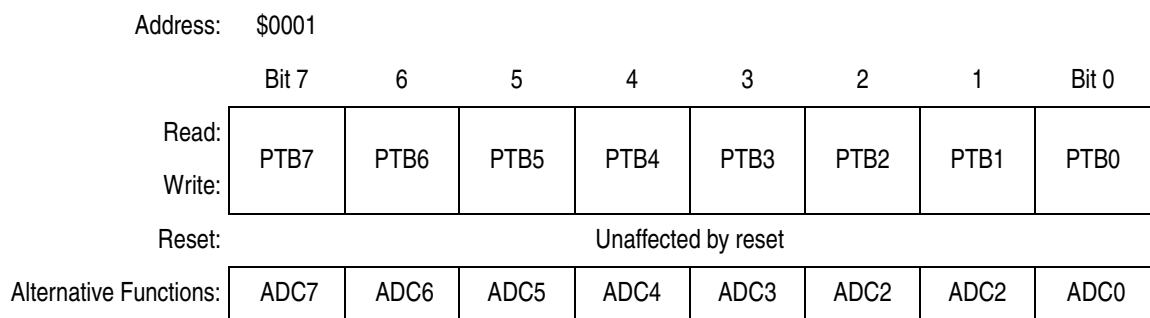 Address: $0001
Bit 7 6 5 4 3 2 1 Bit 0
Read:
PTB7 PTB6 PTB5 PTB4 PTB3 PTB2 PTB1 PTB0
Write:
Reset: Unaffected by reset
Alternative Functions: ADC7 ADC6 ADC5 ADC4 ADC3 ADC2 ADC2 ADC0